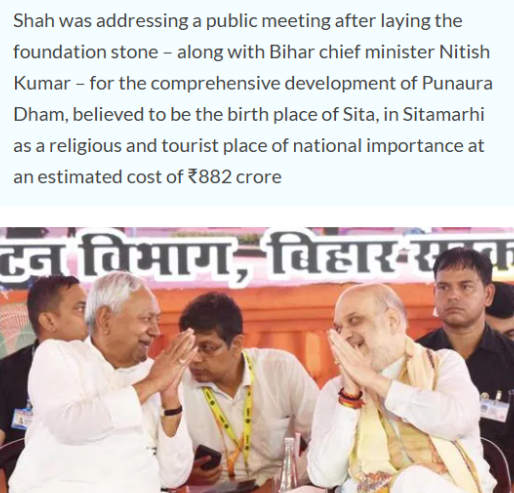 Shah was addressing a public meeting after laying the
foundation stone – along with Bihar chief minister Nitish
Kumar – for the comprehensive development of Punaura
Dham, believed to be the birth place of Sita, in Sitamarhi
as a religious and tourist place of national importance at
an estimated cost of ₹882 crore
विभाग, बिहार